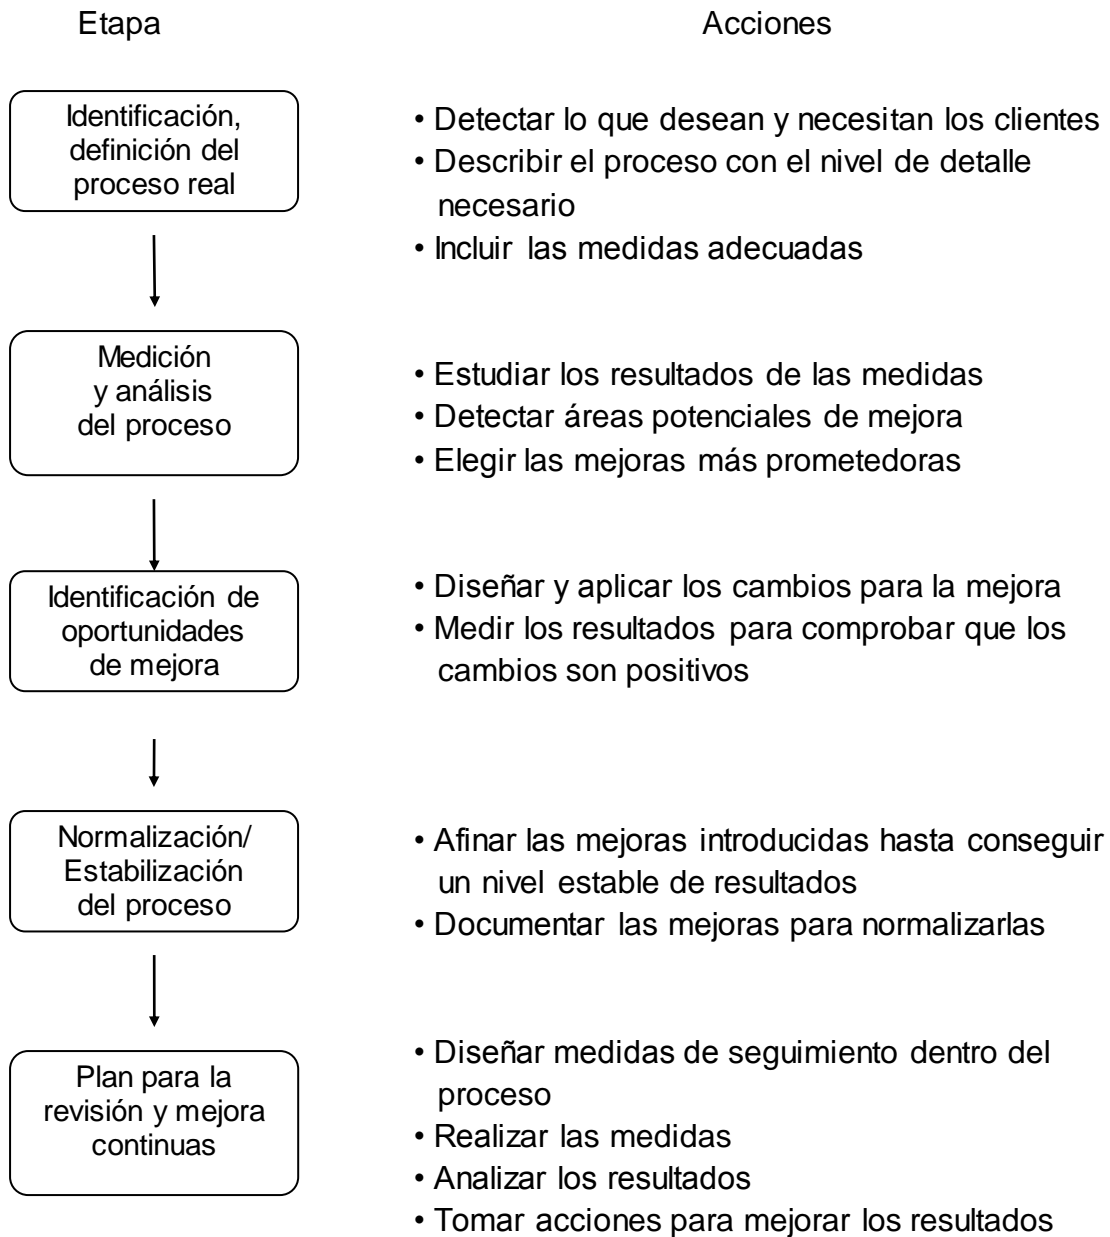 Etapa
Acciones
Identificación,
definición del
proceso real
• Detectar lo que desean y necesitan los clientes
• Describir el proceso con el nivel de detalle
necesario
• Incluir las medidas adecuadas
Medición
y análisis
del proceso
• Estudiar los resultados de las medidas
• Detectar áreas potenciales de mejora
• Elegir las mejoras más prometedoras
Identificación de
oportunidades
de mejora
• Diseñar y aplicar los cambios para la mejora
• Medir los resultados para comprobar que los
cambios son positivos
Normalización/
Estabilización
del proceso
• Afinar las mejoras introducidas hasta conseguir
un nivel estable de resultados
• Documentar las mejoras para normalizarlas
Plan para la
revisión y mejora
continuas
• Diseñar medidas de seguimiento dentro del
proceso
• Realizar las medidas
• Analizar los resultados
• Tomar acciones para mejorar los resultados